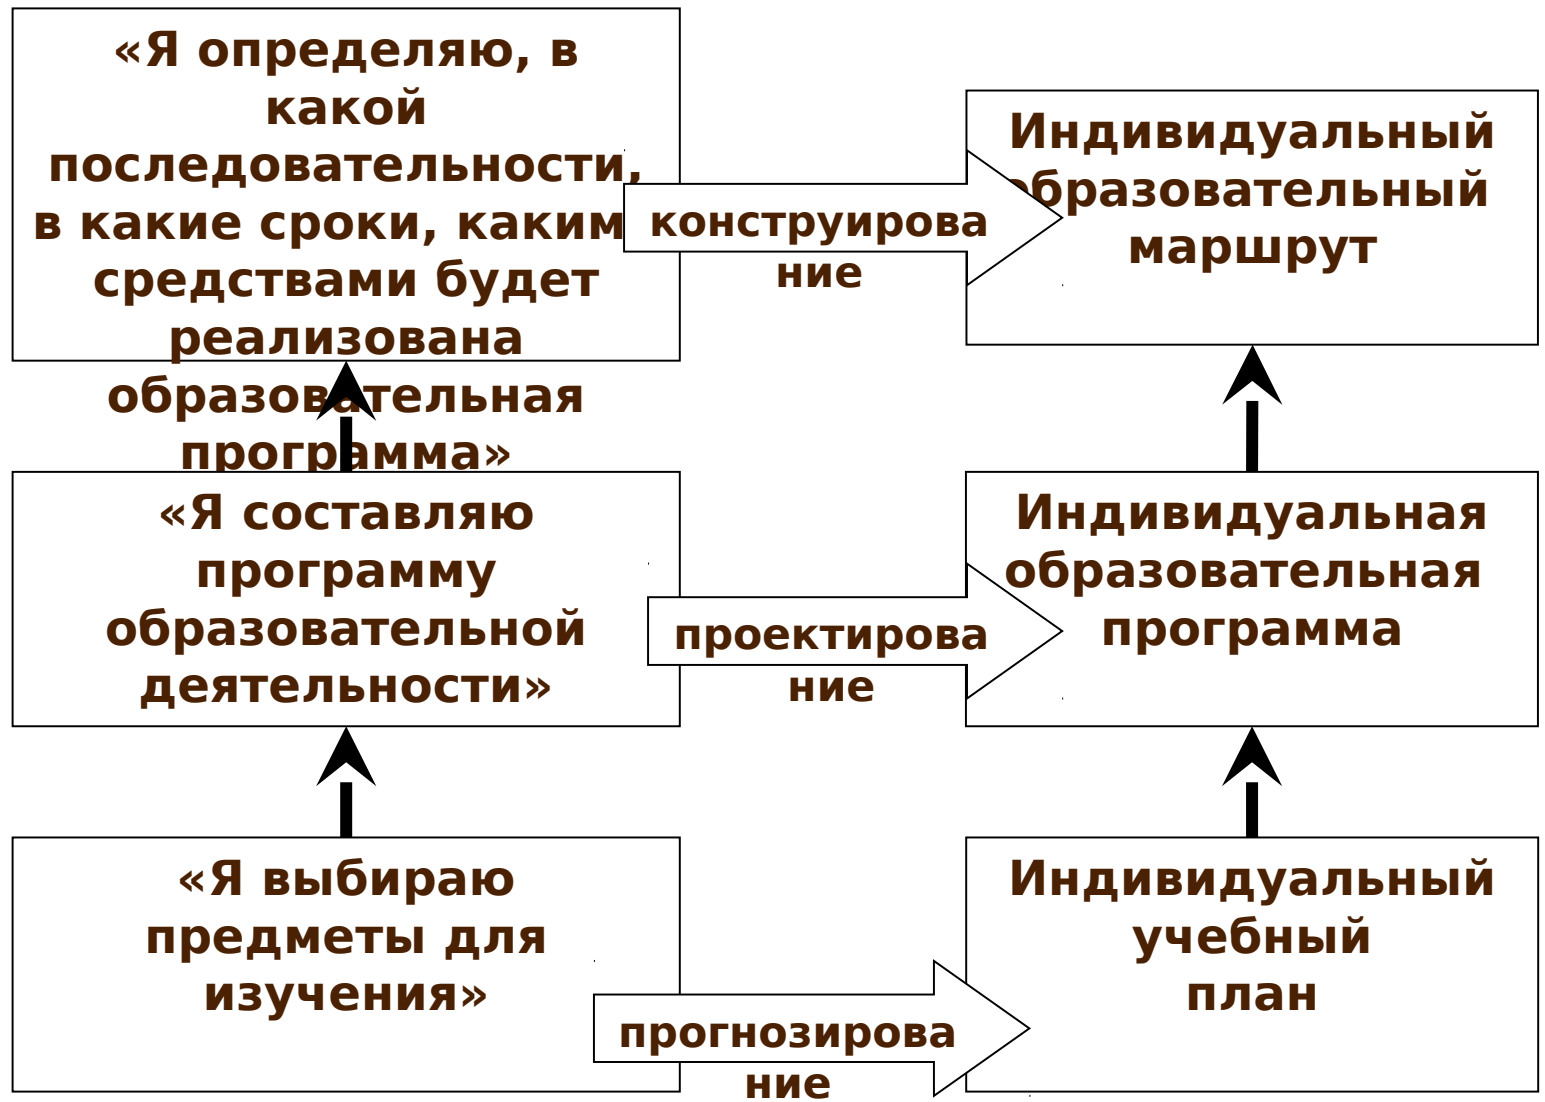 «Я определяю, в
какой
последовательности,
в какие сроки, каким
средствами будет
реализована
образовательная
программа»
конструирова
ние
Индивидуальный
образовательный
маршрут
«Я составляю
программу
образовательной
деятельности»
проектирова
ние
Индивидуальная
образовательная
программа
«Я выбираю
предметы для
изучения»
прогнозирова
ние
Индивидуальный
учебный
план